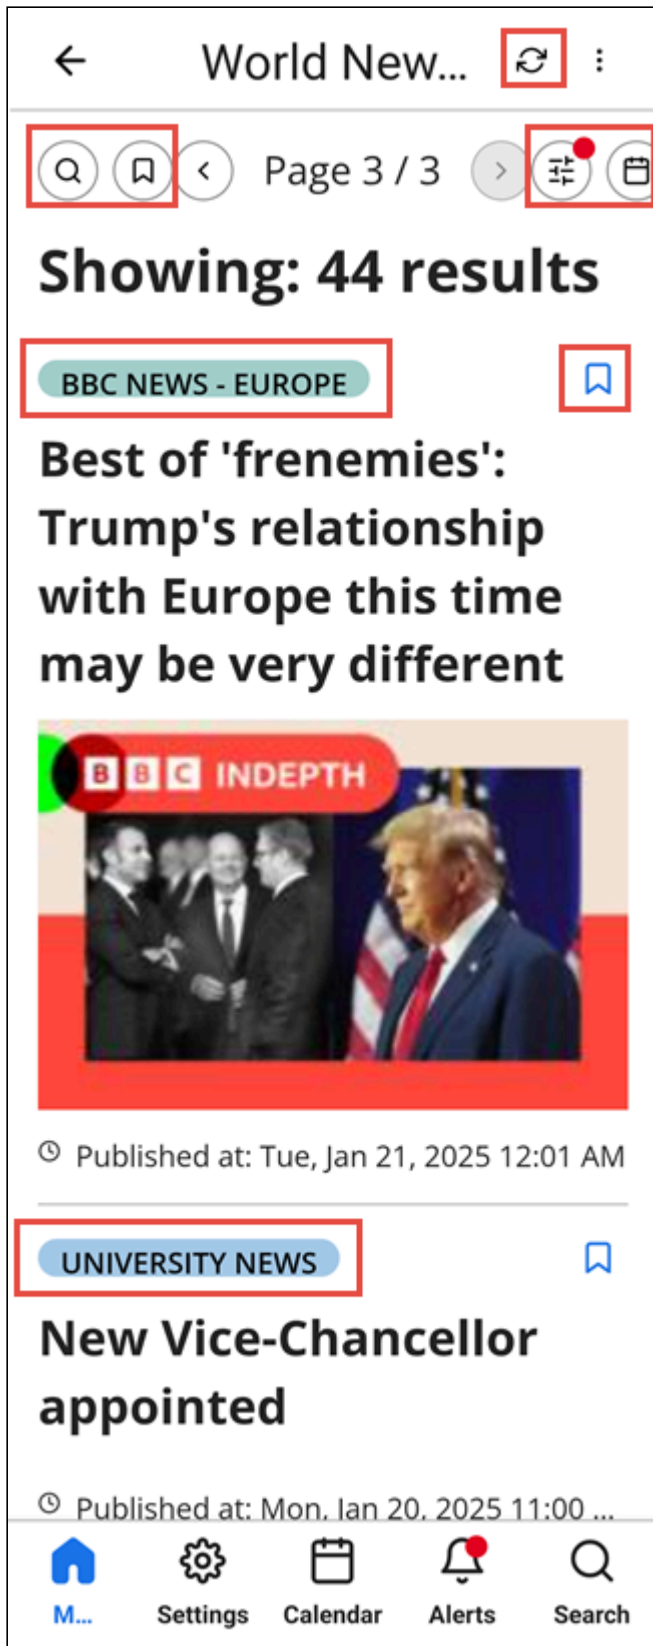 World New...
Page 3 / 3
Showing: 44 results
BBC NEWS - EUROPE
Best of 'frenemies':
Trump's relationship
with Europe this time
may be very different
BBC INDEPTH
Published at: Tue, Jan 21, 2025 12:01 AM
UNIVERSITY NEWS
New Vice-Chancellor
appointed
Published at: Mon, Jan 20, 2025 11:00 ...
M... Settings Calendar Alerts Search